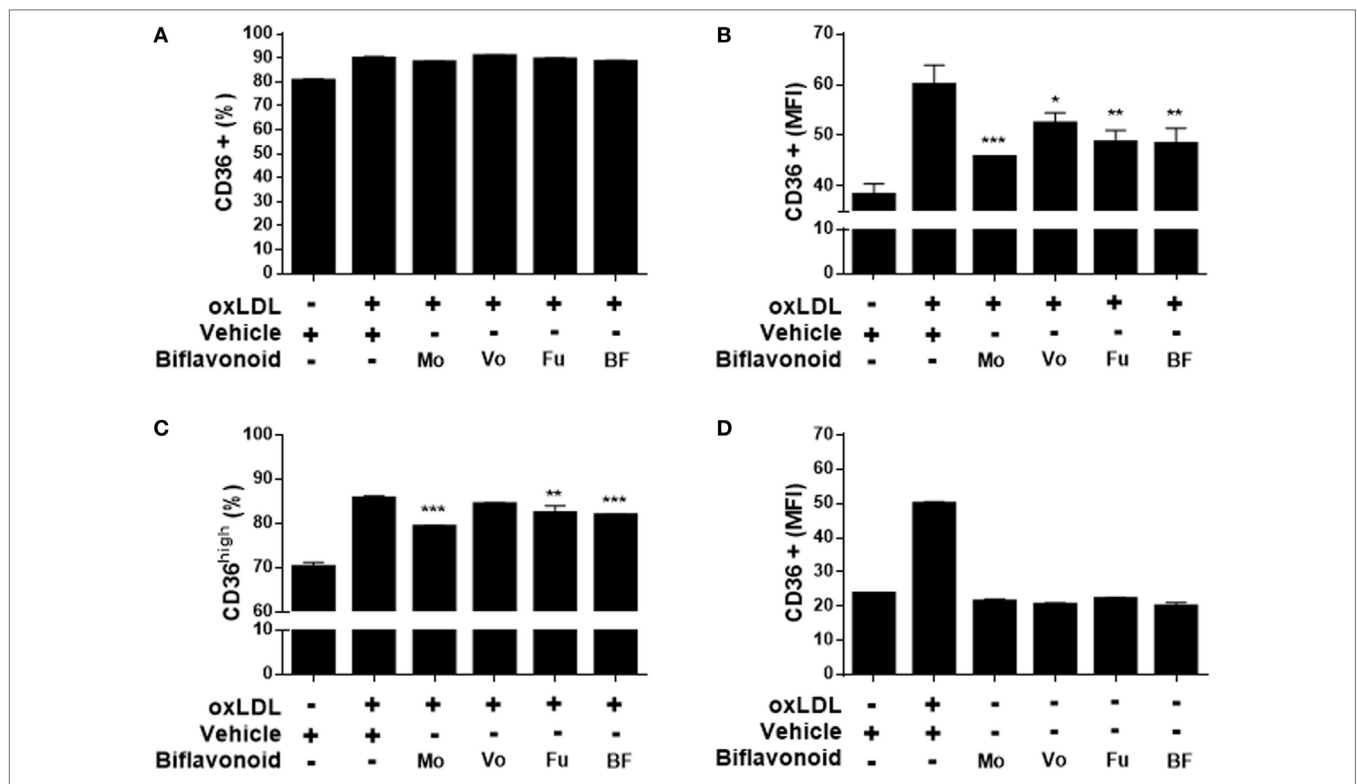 A
CD36 + (%)
100
90
80
70
60
50
40
30
20
10
0
oxLDL - + + + + +
Vehicle + + - - - -
Biflavonoid - - Mo Vo Fu BF
B
CD36 + (MFI)
70
60
50
40
10
0
*** * ** **
oxLDL - + + + + +
Vehicle + + - - - -
Biflavonoid - - Mo Vo Fu BF
C
CD36high (%)
100
90
80
70
60
10
0
*** ** ***
oxLDL - + + + + +
Vehicle + + - - - -
Biflavonoid - - Mo Vo Fu BF
D
CD36 + (MFI)
70
60
50
40
30
20
10
0
oxLDL - + - - - -
Vehicle + + - - - -
Biflavonoid - - Mo Vo Fu BF